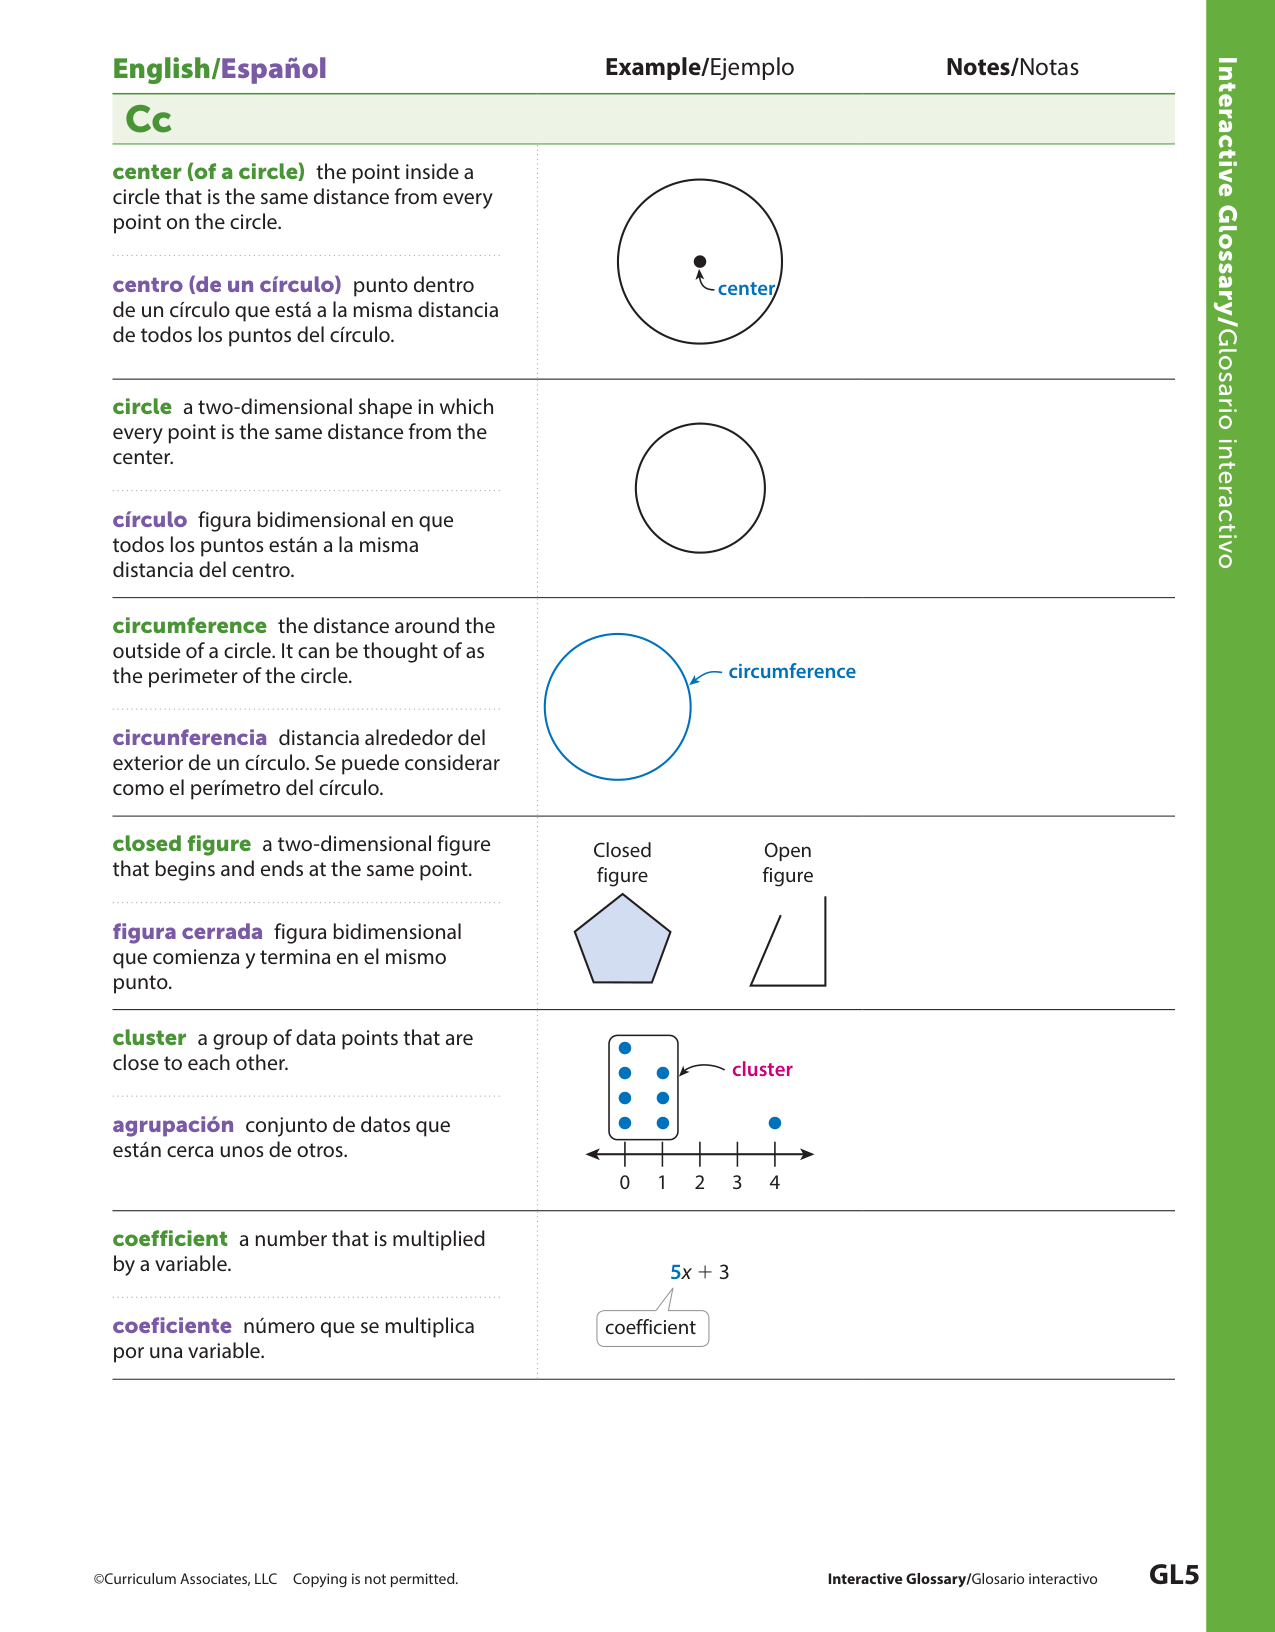 English/Español
Example/Ejemplo
Notes/Notas
Cc
center (of a circle) the point inside a
circle that is the same distance from every
point on the circle.
centro (de un círculo) punto dentro
de un círculo que está a la misma distancia
de todos los puntos del círculo.
center
circle a two-dimensional shape in which
every point is the same distance from the
center.
círculo figura bidimensional en que
todos los puntos están a la misma
distancia del centro.
circumference the distance around the
outside of a circle. It can be thought of as
the perimeter of the circle.
circunferencia distancia alrededor del
exterior de un círculo. Se puede considerar
como el perímetro del círculo.
circumference
closed figure a two-dimensional figure
that begins and ends at the same point.
figura cerrada figura bidimensional
que comienza y termina en el mismo
punto.
Closed
figure
Open
figure
cluster a group of data points that are
close to each other.
agrupación conjunto de datos que
están cerca unos de otros.
cluster
0 1 2 3 4
coefficient a number that is multiplied
by a variable.
coeficiente número que se multiplica
por una variable.
5x + 3
coefficient
©Curriculum Associates, LLC Copying is not permitted.
Interactive Glossary/Glosario interactivo
GL5
Interactive Glossary/Glosario interactivo